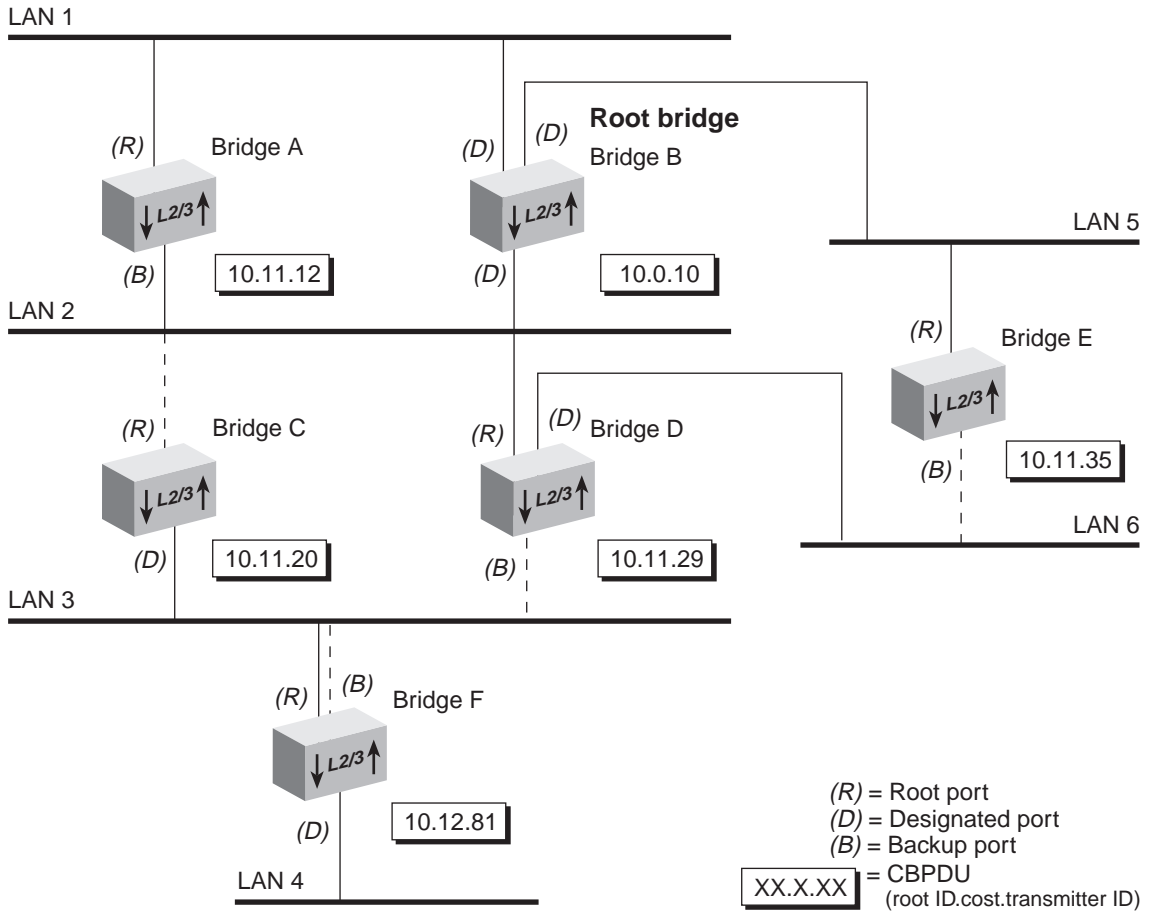 LAN 1
(R)
Bridge A
(D)
(D)
Root bridge
Bridge B
L2/3
L2/3
LAN 5
(B)
10.11.12
(D)
10.0.10
LAN 2
(R)
Bridge E
L2/3
(R)
Bridge C
(R)
(D)
Bridge D
(B)
10.11.35
L2/3
L2/3
LAN 6
(D)
10.11.20
(B)
10.11.29
LAN 3
(R)
(B)
Bridge F
L2/3
(D)
10.12.81
LAN 4
(R) = Root port
(D) = Designated port
(B) = Backup port
XX.X.XX = CBPDU
(root ID.cost.transmitter ID)